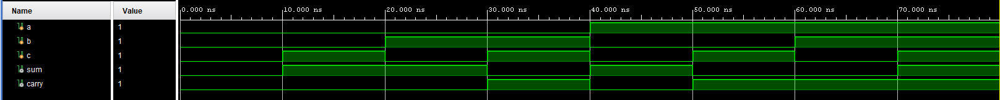 Name Value 0.000 ns 10.000 ns 20.000 ns 30.000 ns 40.000 ns 50.000 ns 60.000 ns 70.000 ns
a 1
b 1
c 1
sum 1
carry 1